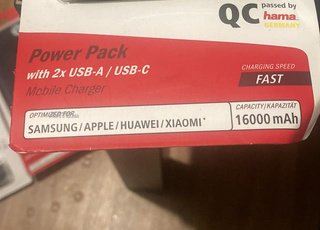 QC passed by
hama
GERMANY
Power Pack
with 2x USB-A / USB-C
Mobile Charger
CHARGING SPEED
FAST
OPTIMIZED FOR
SAMSUNG / APPLE / HUAWEI / XIAOMI*
CAPACITY/KAPAZITÄT
16000 mAh